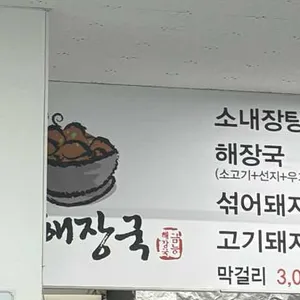 소내장탕
해장국
(소고기+선지+우
섞어돼지
고기돼지
막걸리 3,0
해장국